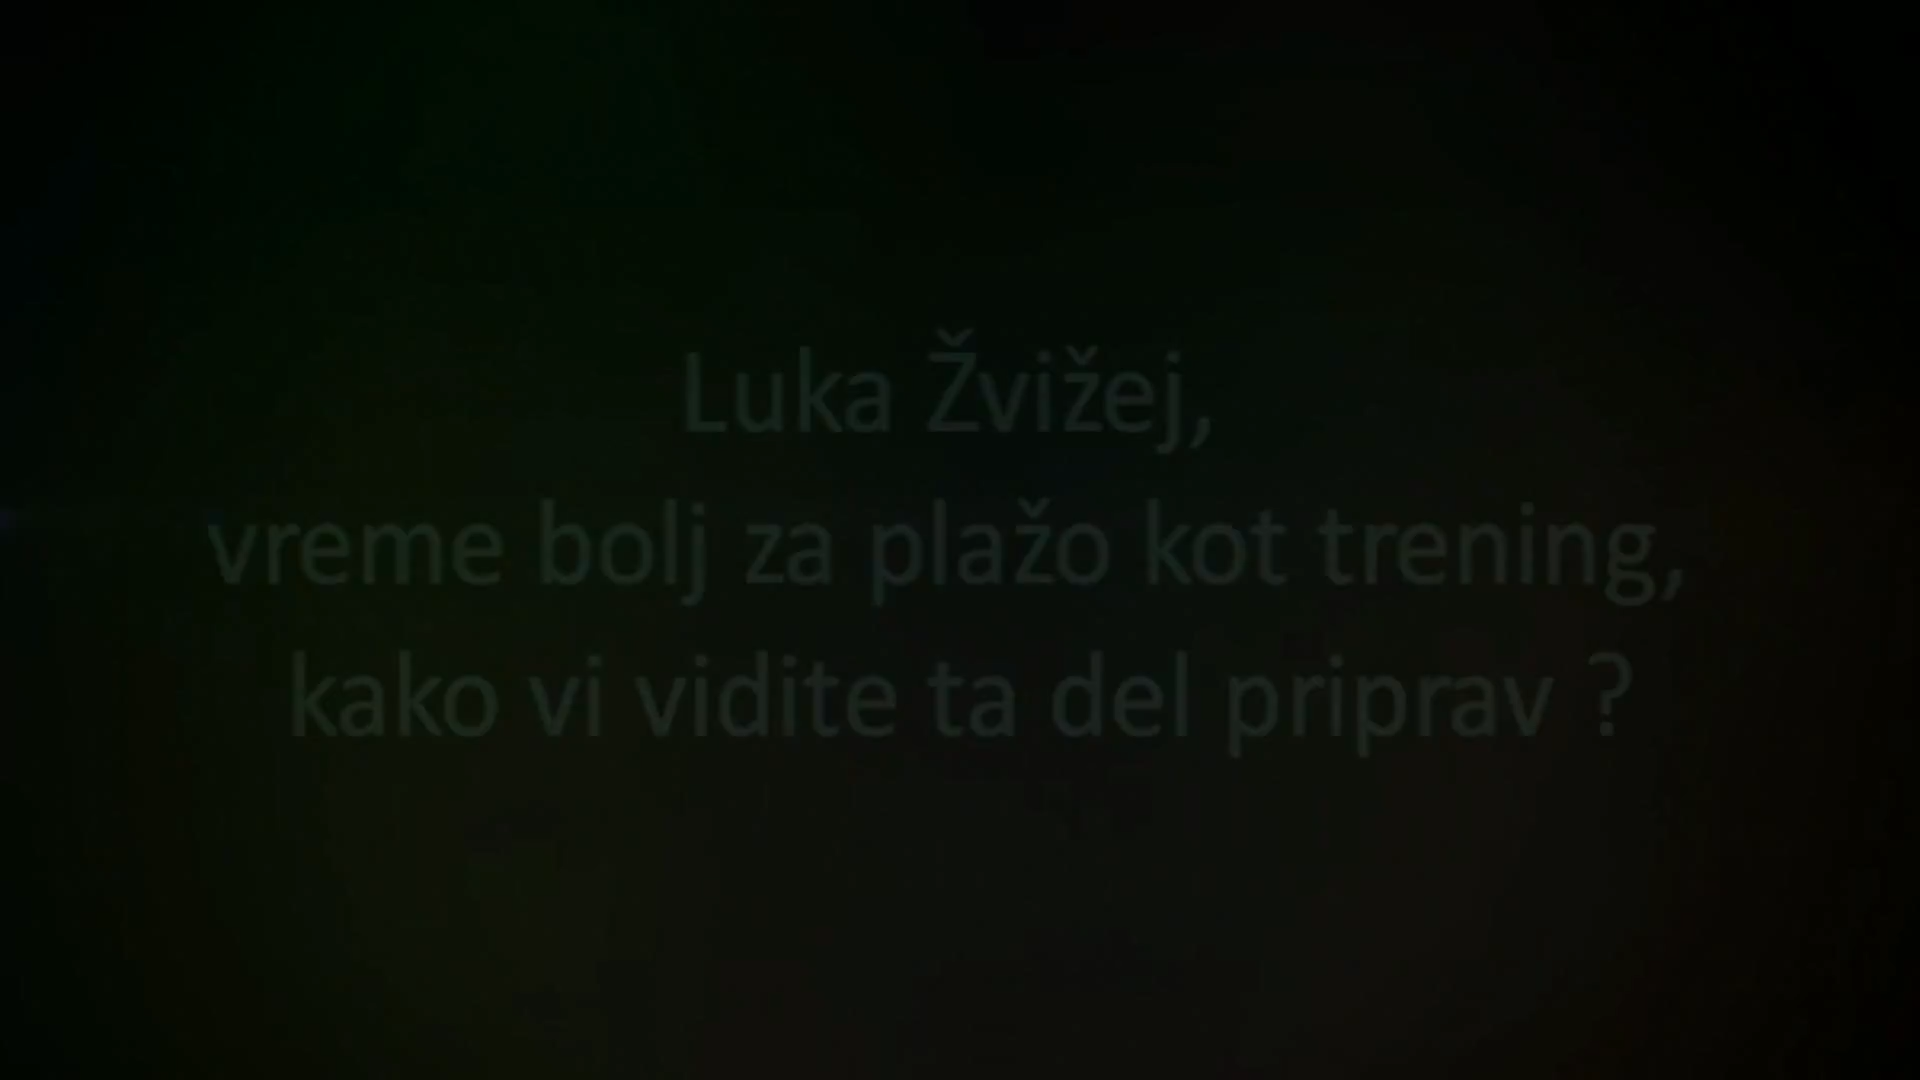 Luka Žvižej,
vreme bolj za plažo kot trening,
kako vi vidite ta del priprav ?